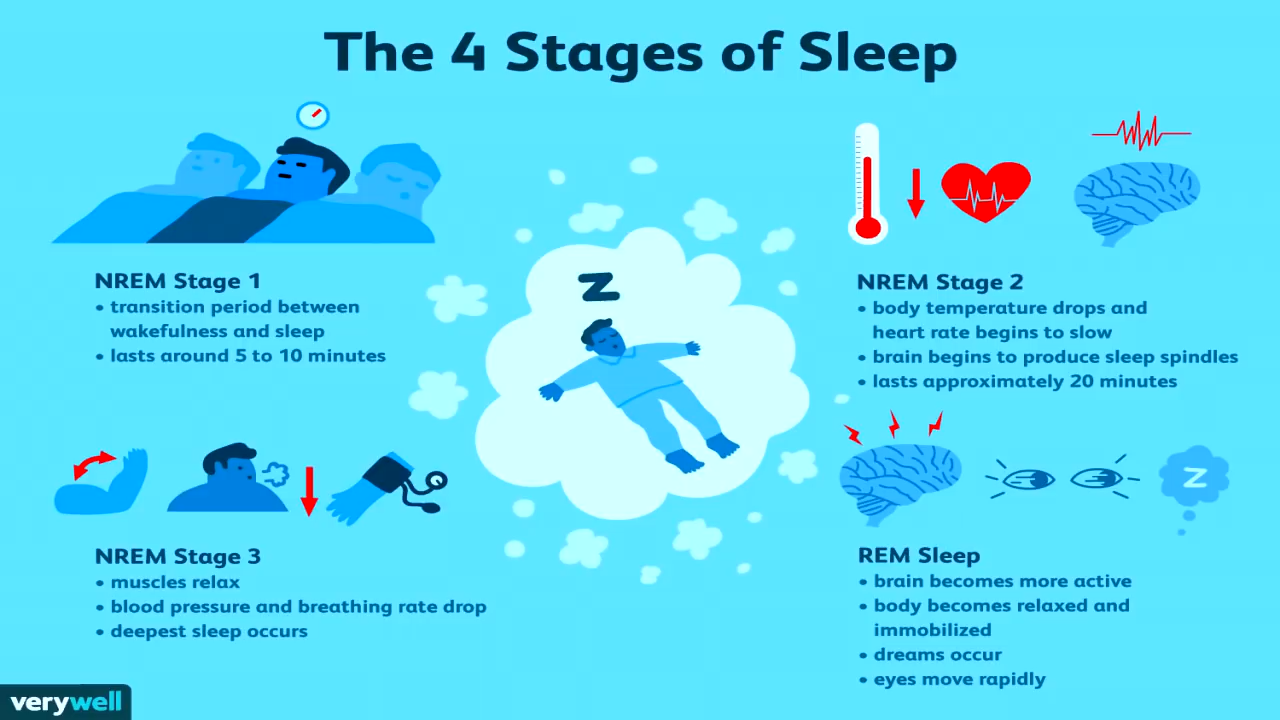 The 4 Stages of Sleep
NREM Stage 1
• transition period between
wakefulness and sleep
• lasts around 5 to 10 minutes
NREM Stage 2
• body temperature drops and
heart rate begins to slow
• brain begins to produce sleep spindles
• lasts approximately 20 minutes
Z
NREM Stage 3
• muscles relax
• blood pressure and breathing rate drop
• deepest sleep occurs
Z
REM Sleep
• brain becomes more active
• body becomes relaxed and
immobilized
• dreams occur
• eyes move rapidly
verywell